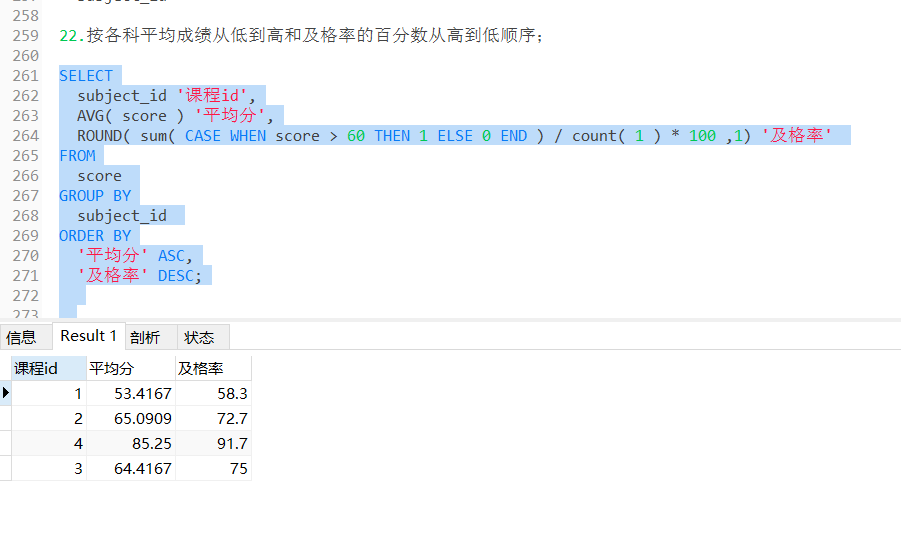 258
259 22.按各科平均成绩从低到高和及格率的百分数从高到低顺序;
260
261 SELECT
262 subject_id '课程id',
263 AVG( score ) '平均分',
264 ROUND( sum( CASE WHEN score > 60 THEN 1 ELSE 0 END ) / count( 1 ) * 100 ,1) '及格率'
265 FROM
266 score
267 GROUP BY
268 subject_id
269 ORDER BY
270 '平均分' ASC,
271 '及格率' DESC;
272
273
信息 Result 1 剖析 状态
课程id 平均分 及格率
1 53.4167 58.3
2 65.0909 72.7
4 85.25 91.7
3 64.4167 75